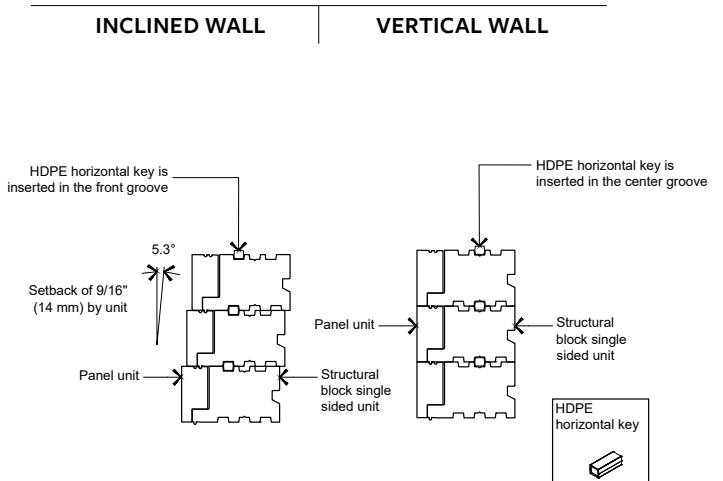 INCLINED WALL
VERTICAL WALL
HDPE horizontal key is
inserted in the front groove
HDPE horizontal key is
inserted in the center groove
5.3°
Setback of 9/16"
(14 mm) by unit
Panel unit
Structural
block single
sided unit
Panel unit
Structural
block single
sided unit
HDPE
horizontal key